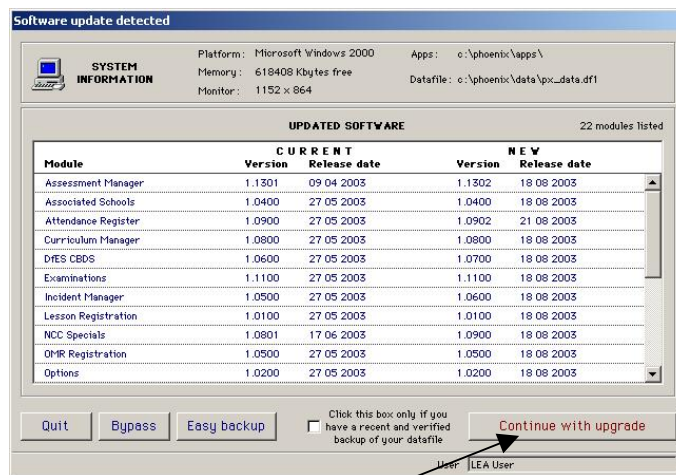 Software update detected
SYSTEM INFORMATION
Platform: Microsoft Windows 2000
Memory: 618408 Kbytes free
Monitor: 1152 x 864
Apps: c:\phoenix\apps\
Datafile: c:\phoenix\data\px_data.df1
UPDATED SOFTWARE 22 modules listed
CURRENT NEW
Module Version Release date Version Release date
Assessment Manager 1.1301 09 04 2003 1.1302 18 08 2003
Associated Schools 1.0400 27 05 2003 1.0400 18 08 2003
Attendance Register 1.0900 27 05 2003 1.0902 21 08 2003
Curriculum Manager 1.0800 27 05 2003 1.0800 18 08 2003
DfES CBDS 1.0600 27 05 2003 1.0700 18 08 2003
Examinations 1.1100 27 05 2003 1.1100 18 08 2003
Incident Manager 1.0500 27 05 2003 1.0600 18 08 2003
Lesson Registration 1.0100 27 05 2003 1.0100 18 08 2003
NCC Specials 1.0801 17 06 2003 1.0900 18 08 2003
OMR Registration 1.0500 27 05 2003 1.0500 18 08 2003
Options 1.0200 27 05 2003 1.0200 18 08 2003
Quit Bypass Easy backup
Click this box only if you
have a recent and verified
backup of your datafile
Continue with upgrade
User LEA User